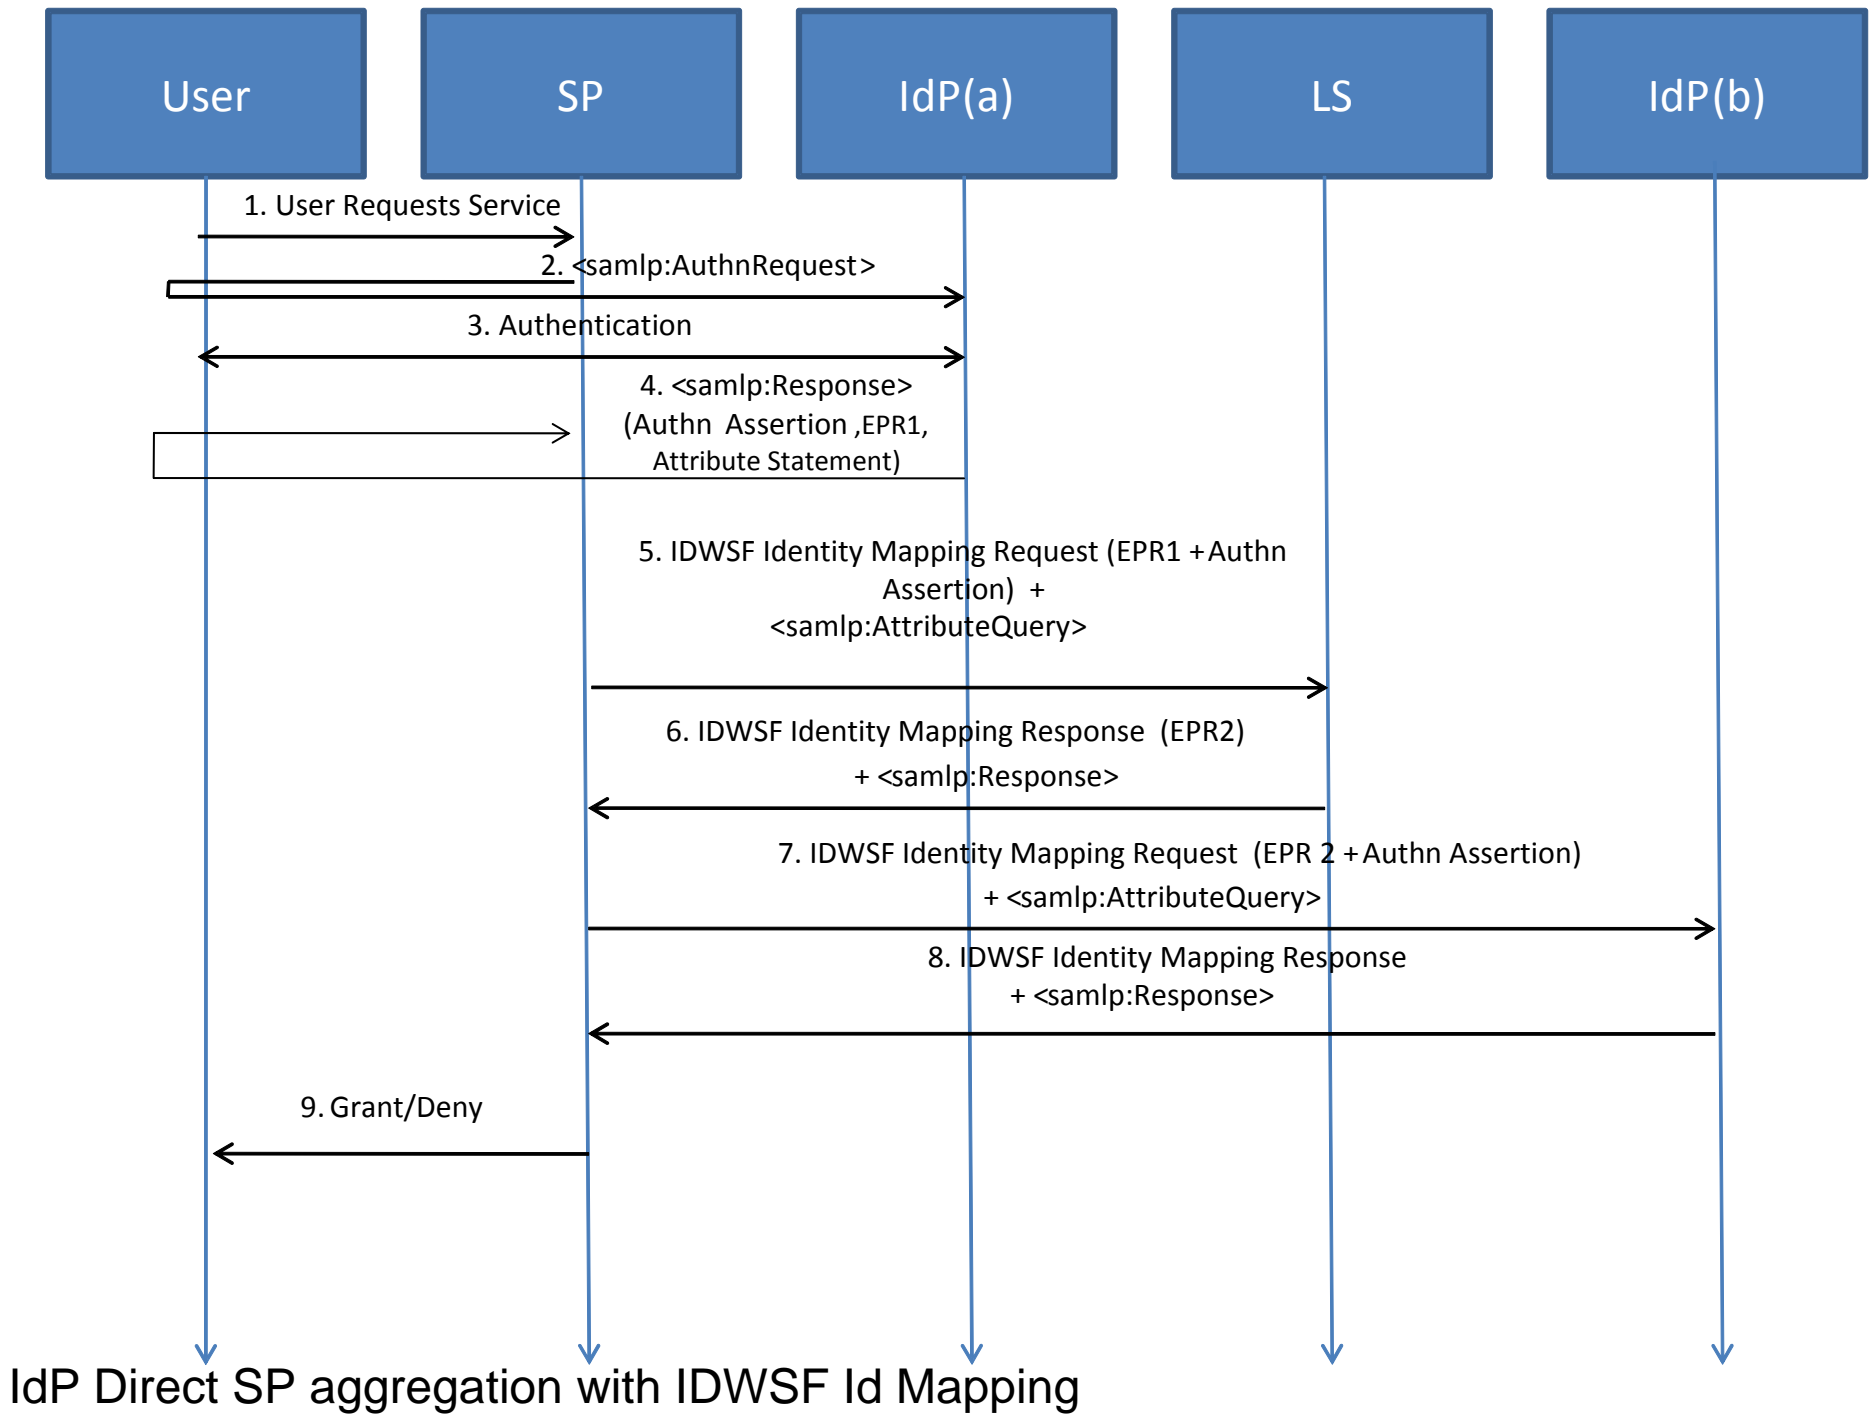 User
SP
IdP(a)
LS
IdP(b)
1. User Requests Service
2. <samlp:AuthnRequest>
3. Authentication
4. <samlp:Response>
(Authn Assertion ,EPR1,
Attribute Statement)
5. IDWSF Identity Mapping Request (EPR1 +Authn
Assertion) +
<samlp:AttributeQuery>
6. IDWSF Identity Mapping Response (EPR2)
+ <samlp:Response>
7. IDWSF Identity Mapping Request (EPR 2 +Authn Assertion)
+ <samlp:AttributeQuery>
8. IDWSF Identity Mapping Response
+ <samlp:Response>
9. Grant/Deny
IdP Direct SP aggregation with IDWSF Id Mapping